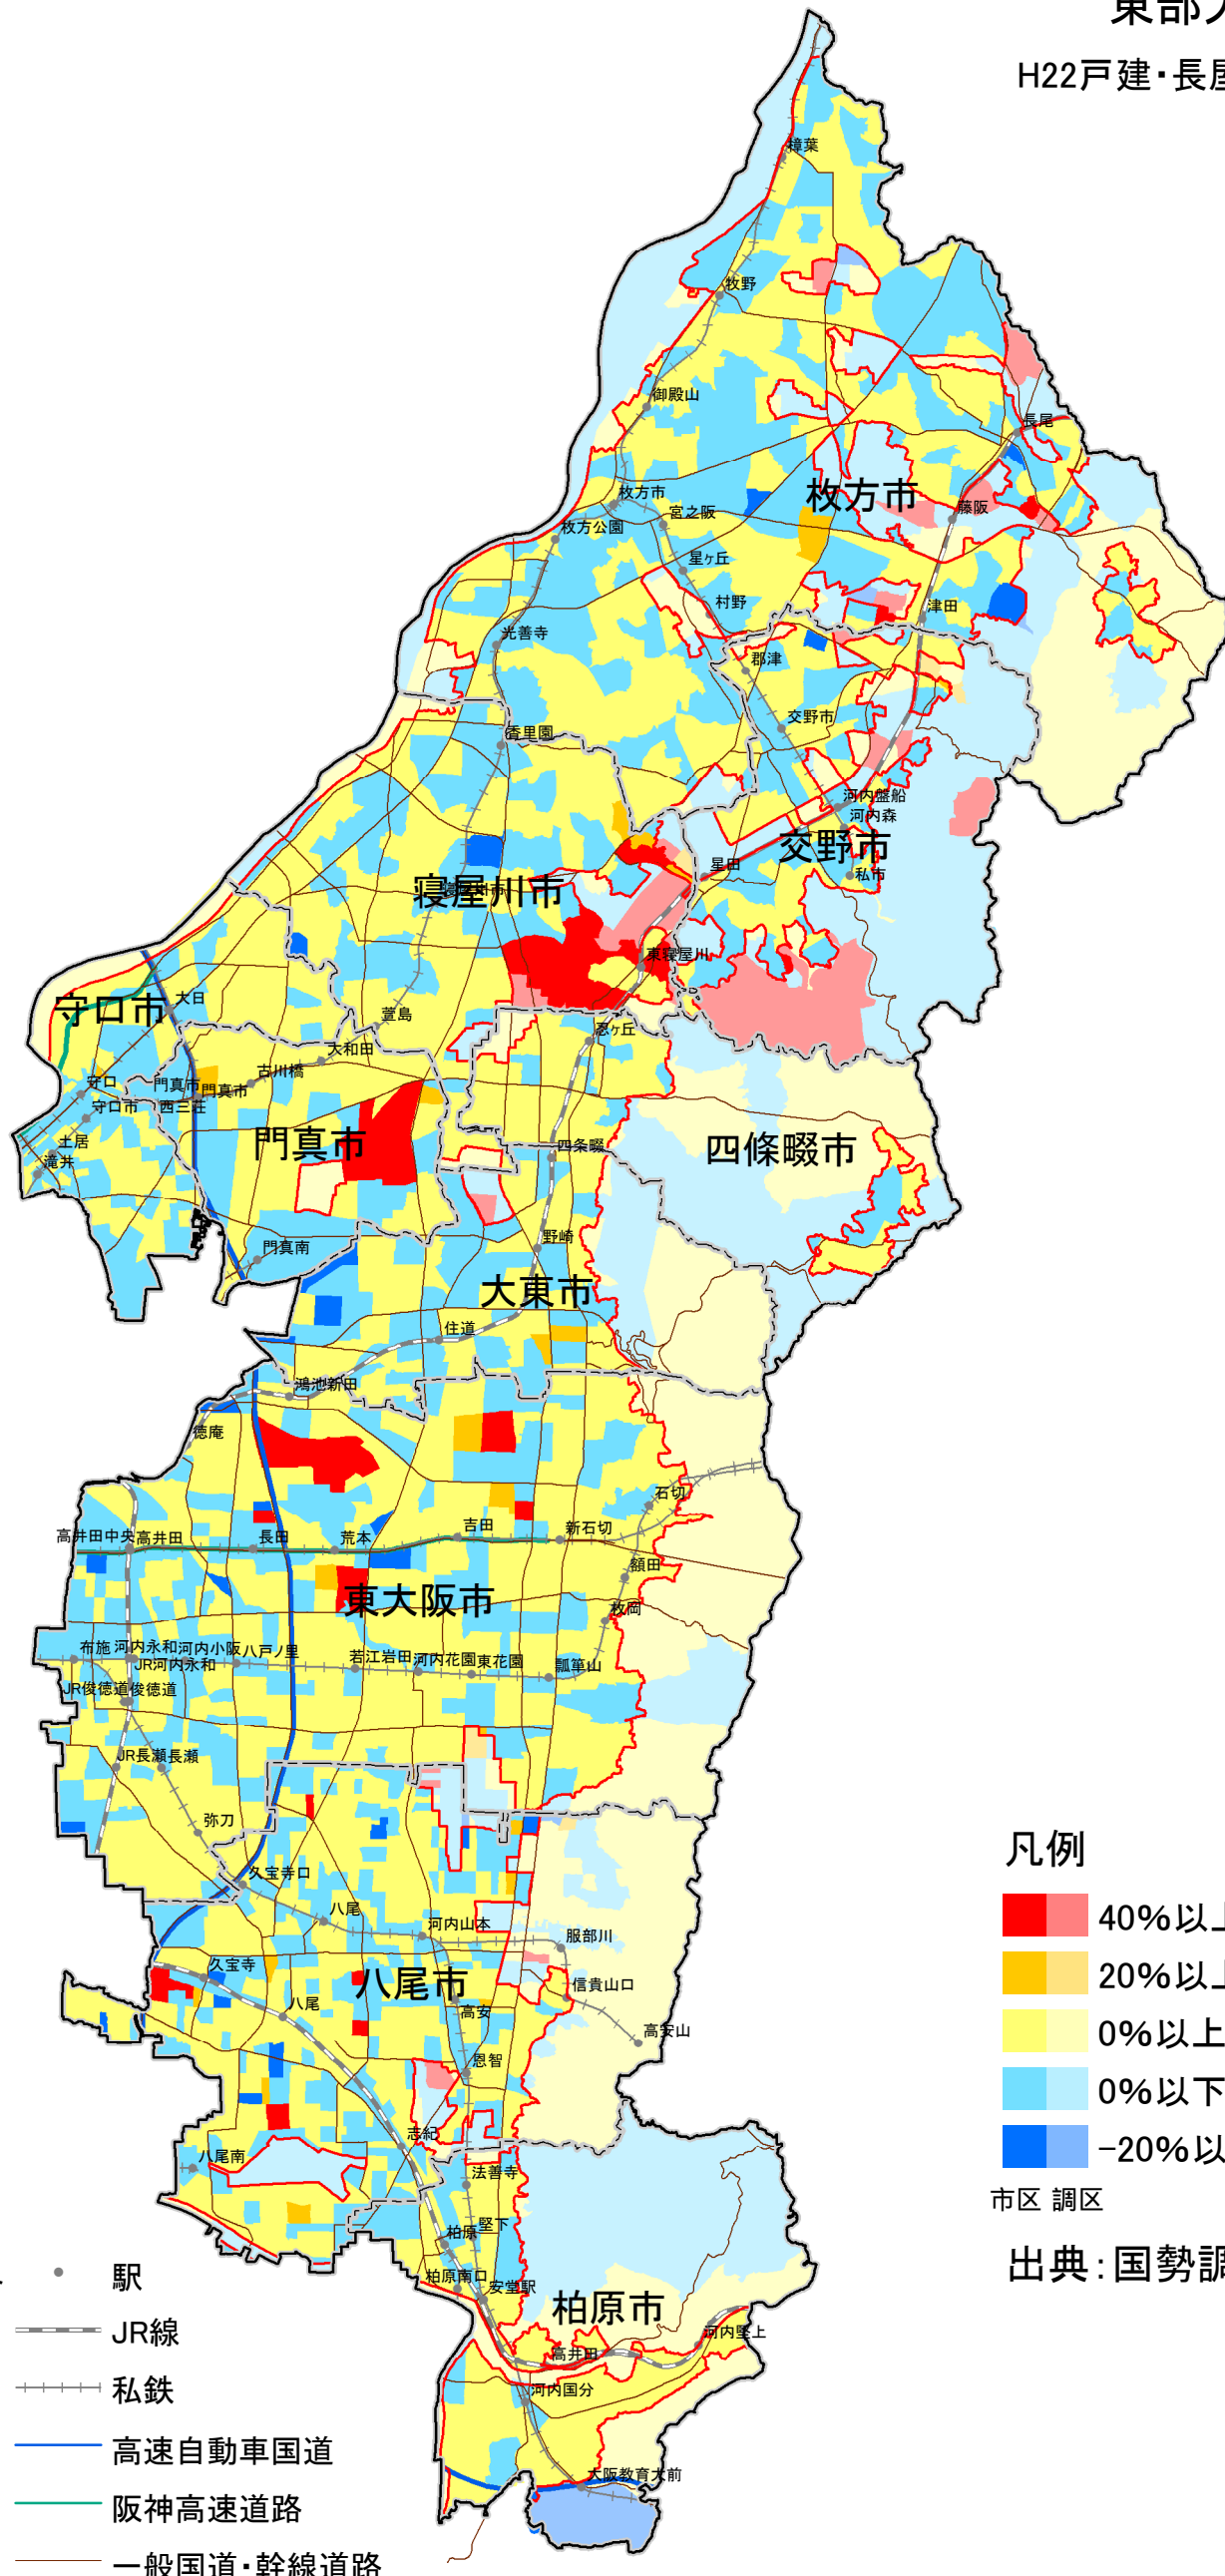 東部大
H22戸建・長屋
樟葉
牧野
御殿山
長尾
枚方市
枚方市
藤阪
宮之阪
枚方公園
星ヶ丘
村野
津田
光善寺
郡津
交野市
香里園
河内磐船
河内森
交野市
星田
私市
寝屋川市
寝屋川市
東寝屋川
守口市
大日
萱島
忍ヶ丘
大和田
古川橋
守口
門真市
門真市
守口市
西三荘
土居
滝井
門真市
四条畷
四條畷市
門真南
野崎
大東市
住道
鴻池新田
徳庵
石切
高井田中央
高井田
長田
荒本
吉田
新石切
額田
東大阪市
枚岡
布施
河内永和
河内小阪
八戸ノ里
若江岩田
河内花園
東花園
瓢箪山
JR河内永和
JR俊徳道
俊徳道
JR長瀬
長瀬
弥刀
久宝寺口
八尾
河内山本
服部川
久宝寺
八尾市
信貴山口
八尾
高安
高安山
恩智
志紀
八尾南
法善寺
柏原
堅下
柏原南口
安堂駅
柏原市
高井田
河内堅上
河内国分
大阪教育大前
凡例
40%以上
20%以上
0%以上
0%以下
-20%以
市区 調区
出典：国勢調
駅
JR線
私鉄
高速自動車国道
阪神高速道路
一般国道・幹線道路